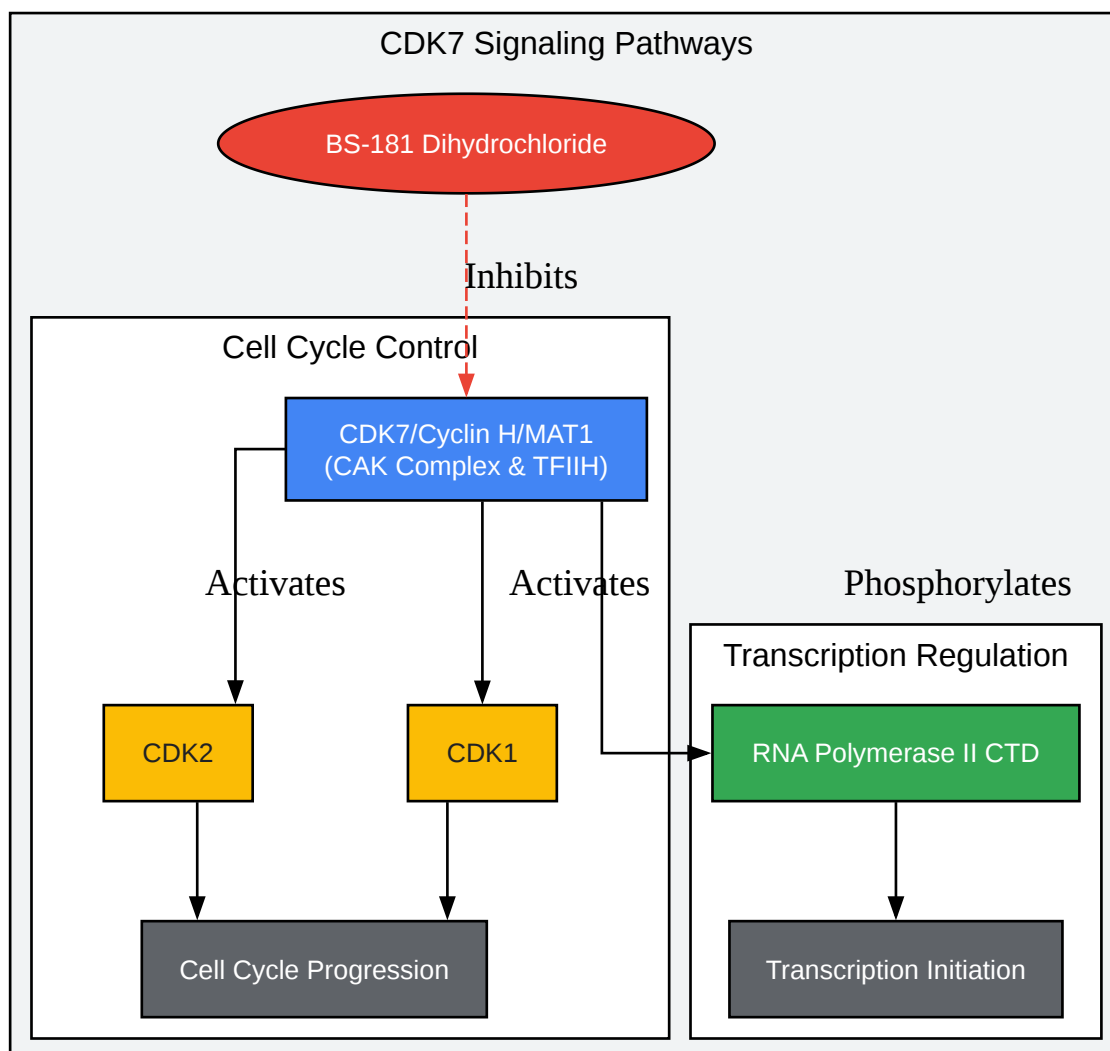 CDK7 Signaling Pathways
BS-181 Dihydrochloride
Inhibits
Cell Cycle Control
CDK7/Cyclin H/MAT1
(CAK Complex & TFIIH)
Activates
Activates
Phosphorylates
Transcription Regulation
CDK2
CDK1
RNA Polymerase II CTD
Cell Cycle Progression
Transcription Initiation